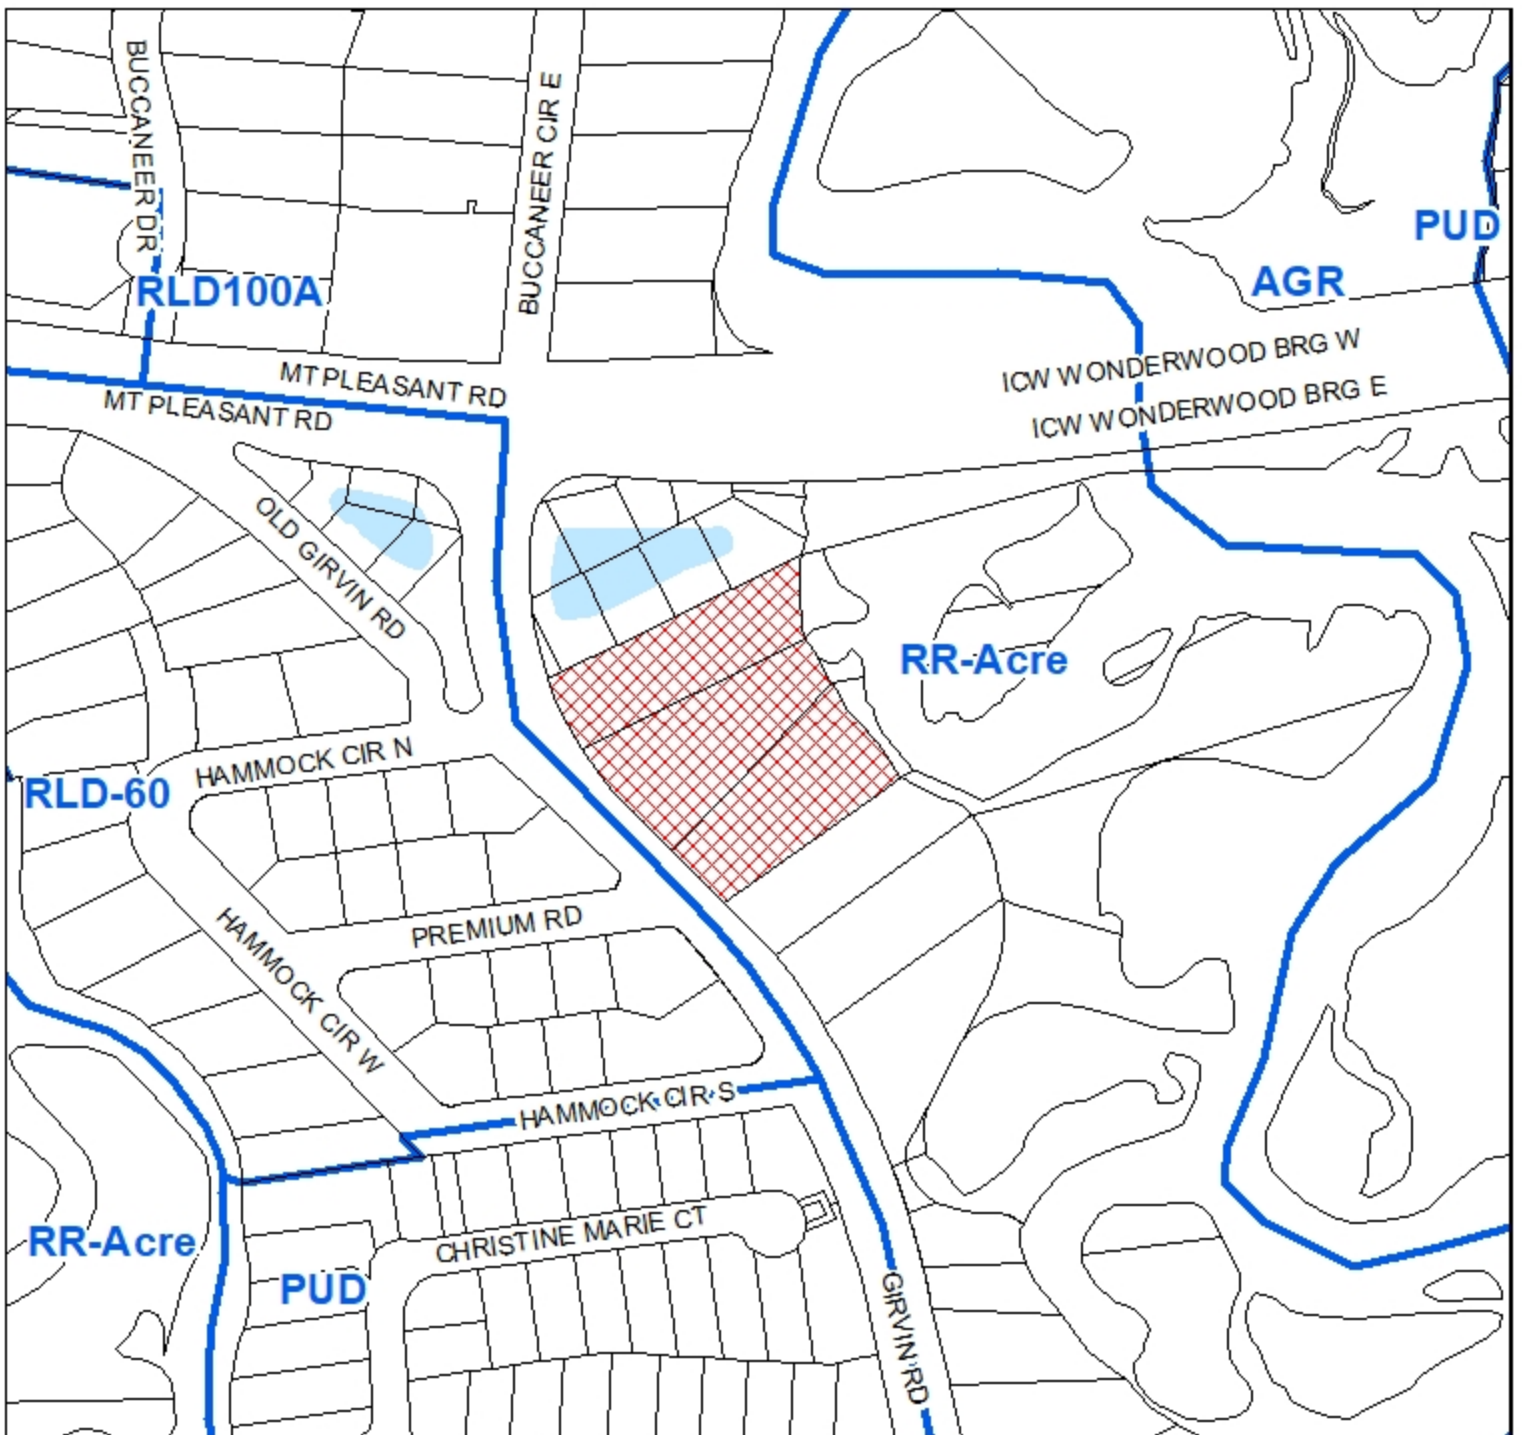 BUCCANEER DR
BUCCANEER CIR E
PUD
AGR
RLD100A
ICW WONDERWOOD BRG W
MT PLEASANT RD
ICW WONDERWOOD BRG E
MT PLEASANT RD
OLD GIRVIN RD
RR-Acre
HAMMOCK CIR N
RLD-60
PREMIUM RD
HAMMOCK CIR W
HAMMOCK CIR S
CHRISTINE MARIE CT
RR-Acre
PUD
GIRVIN RD